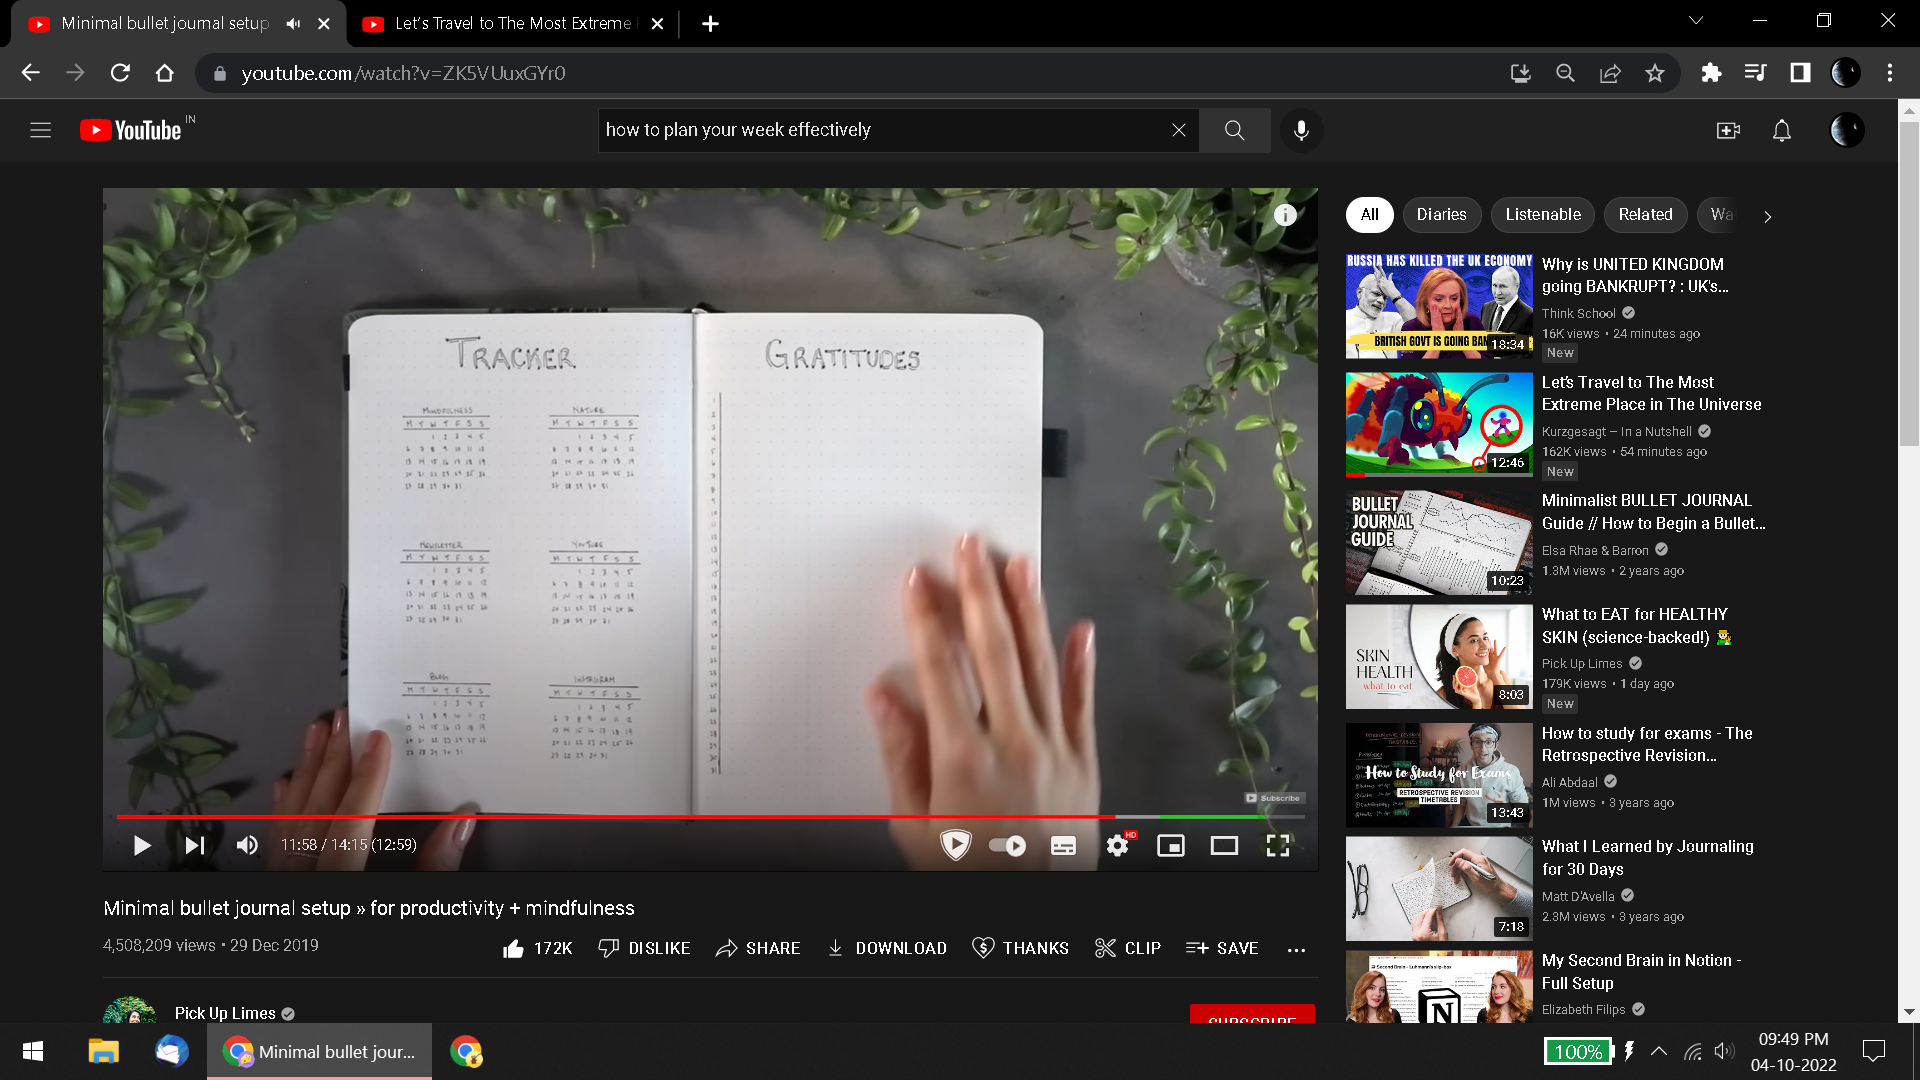 Minimal bullet journal setup
Let's Travel to The Most Extreme
youtube.com/watch?v=ZK5VUuxGYr0
YouTube IN
how to plan your week effectively
TRACKER
GRATITUDES
MINDFULNESS
NATURE
M T W T F S S
M T W T F S S
NEWSLETTER
YOUTUBE
M T W T F S S
M T W T F S S
BLOG
INSTAGRAM
M T W T F S S
M T W T F S S
Subscribe
11:58 / 14:15 (12:59)
HD
Minimal bullet journal setup » for productivity + mindfulness
4,508,209 views • 29 Dec 2019
172K
DISLIKE
SHARE
DOWNLOAD
THANKS
CLIP
SAVE
Pick Up Limes
SUBSCRIBE
All
Diaries
Listenable
Related
Wa
RUSSIA HAS KILLED THE UK ECONOMY
BRITISH GOVT IS GOING BAN
18:34
Why is UNITED KINGDOM
going BANKRUPT? : UK's...
Think School
16K views • 24 minutes ago
New
12:46
Let's Travel to The Most
Extreme Place in The Universe
Kurzgesagt – In a Nutshell
162K views • 54 minutes ago
New
BULLET
JOURNAL
GUIDE
10:23
Minimalist BULLET JOURNAL
Guide // How to Begin a Bullet...
Elsa Rhae & Barron
1.3M views • 2 years ago
SKIN
HEALTH
what to eat
8:03
What to EAT for HEALTHY
SKIN (science-backed!)
Pick Up Limes
179K views • 1 day ago
New
How to Study for Exams
RETROSPECTIVE REVISION
TIMETABLES
13:43
How to study for exams - The
Retrospective Revision...
Ali Abdaal
1M views • 3 years ago
7:18
What I Learned by Journaling
for 30 Days
Matt D'Avella
2.3M views • 3 years ago
Second Brain - Luhmann's slip-box
N
My Second Brain in Notion -
Full Setup
Elizabeth Filips
Minimal bullet jour...
100%
09:49 PM
04-10-2022